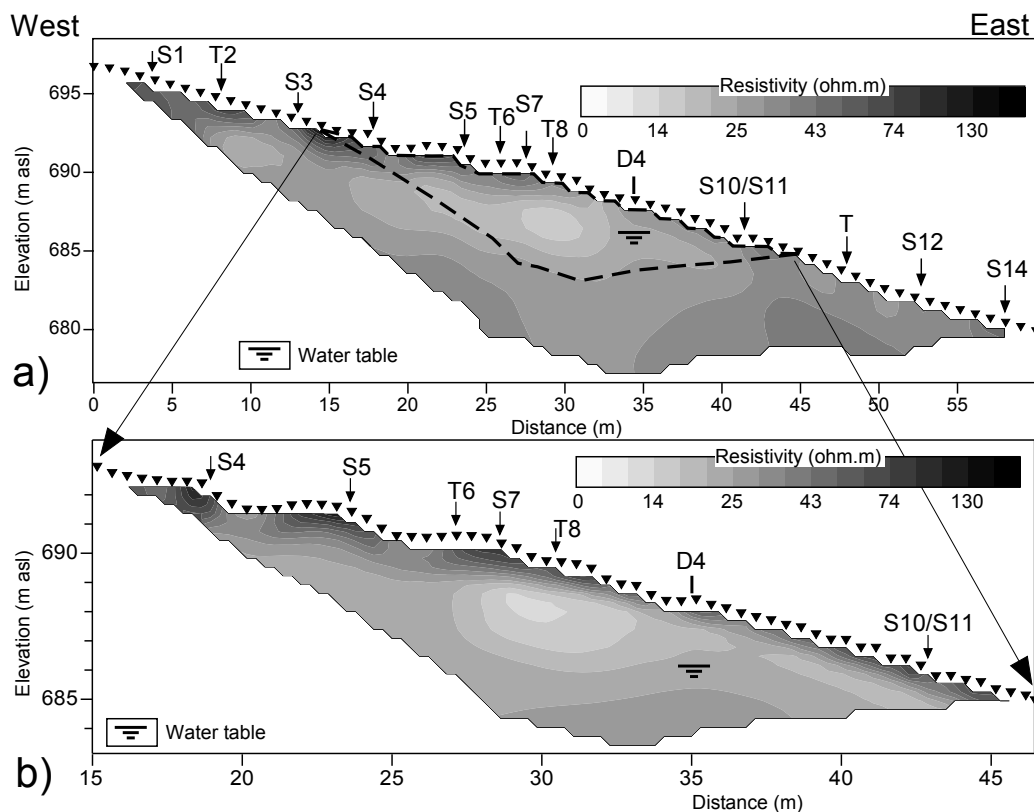 West East
S1 T2 S3 S4 S5 T6 S7 T8 D4 S10/S11 T S12 S14
Resistivity (ohm.m)
0 14 25 43 74 130
Elevation (m asl)
695
690
685
680
Water table
a)
0 5 10 15 20 25 30 35 40 45 50 55
Distance (m)
S4 S5 T6 S7 T8 D4 S10/S11
Resistivity (ohm.m)
0 14 25 43 74 130
Elevation (m asl)
690
685
Water table
b)
15 20 25 30 35 40 45
Distance (m)